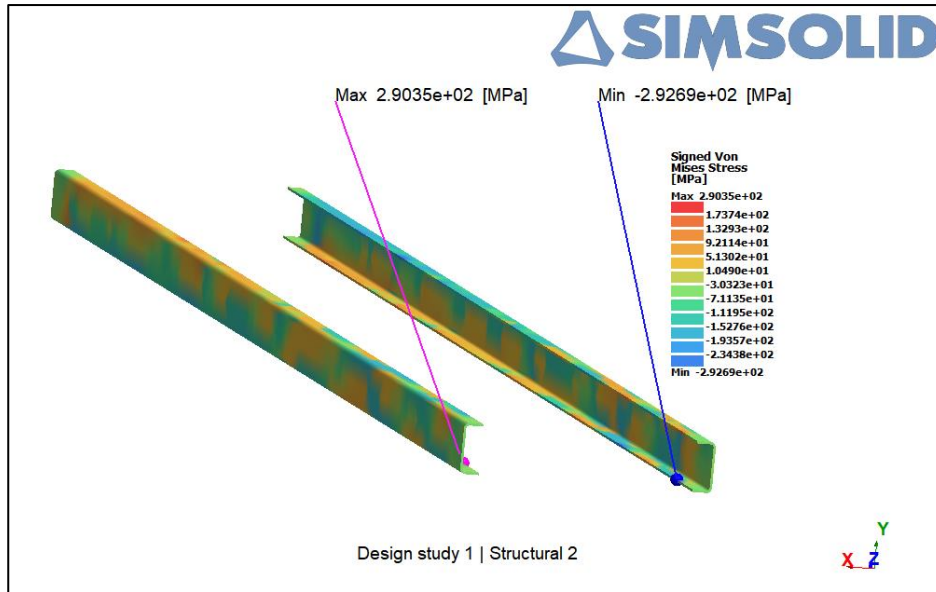 SIMSOLID
Max 2.9035e+02 [MPa]
Min -2.9269e+02 [MPa]
Signed Von
Mises Stress
[MPa]
Max 2.9035e+02
1.7374e+02
1.3293e+02
9.2114e+01
5.1302e+01
1.0490e+01
-3.0323e+01
-7.1135e+01
-1.1195e+02
-1.5276e+02
-1.9357e+02
-2.3438e+02
Min -2.9269e+02
Design study 1 | Structural 2
Y
X
Z